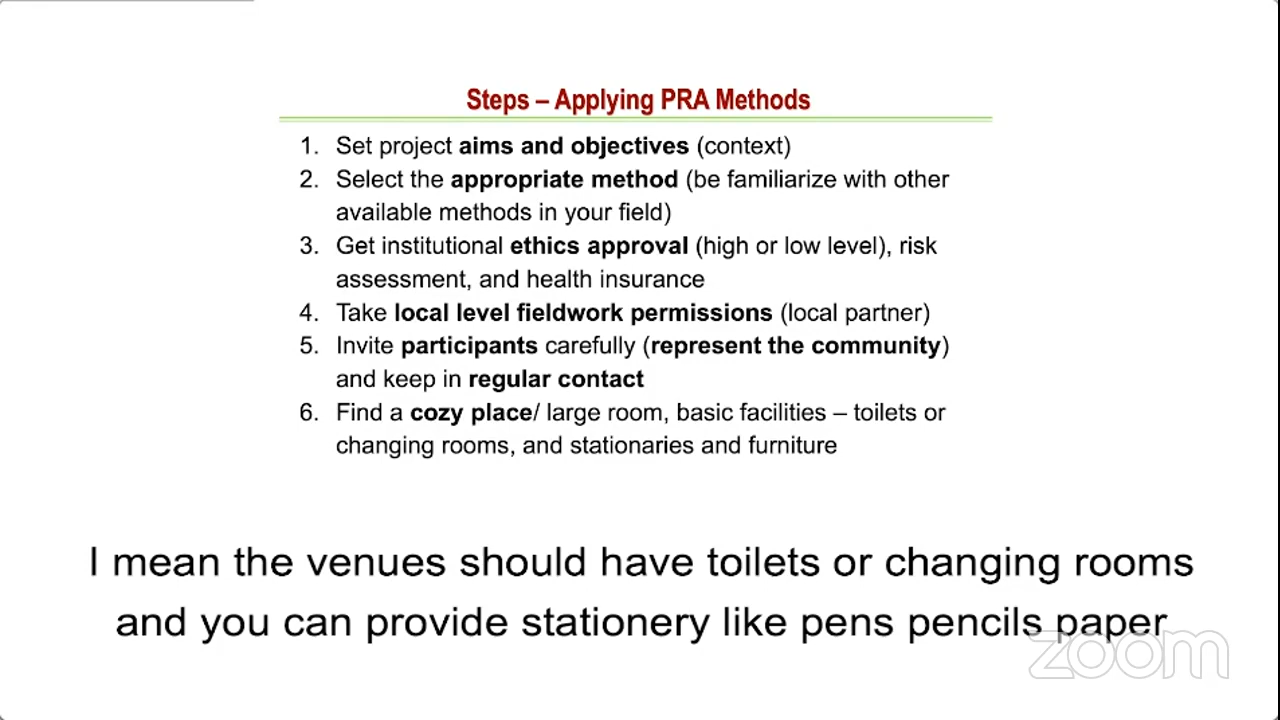 Steps – Applying PRA Methods
1. Set project aims and objectives (context)
2. Select the appropriate method (be familiarize with other
available methods in your field)
3. Get institutional ethics approval (high or low level), risk
assessment, and health insurance
4. Take local level fieldwork permissions (local partner)
5. Invite participants carefully (represent the community)
and keep in regular contact
6. Find a cozy place/ large room, basic facilities – toilets or
changing rooms, and stationaries and furniture
I mean the venues should have toilets or changing rooms
and you can provide stationery like pens pencils paper
zoom